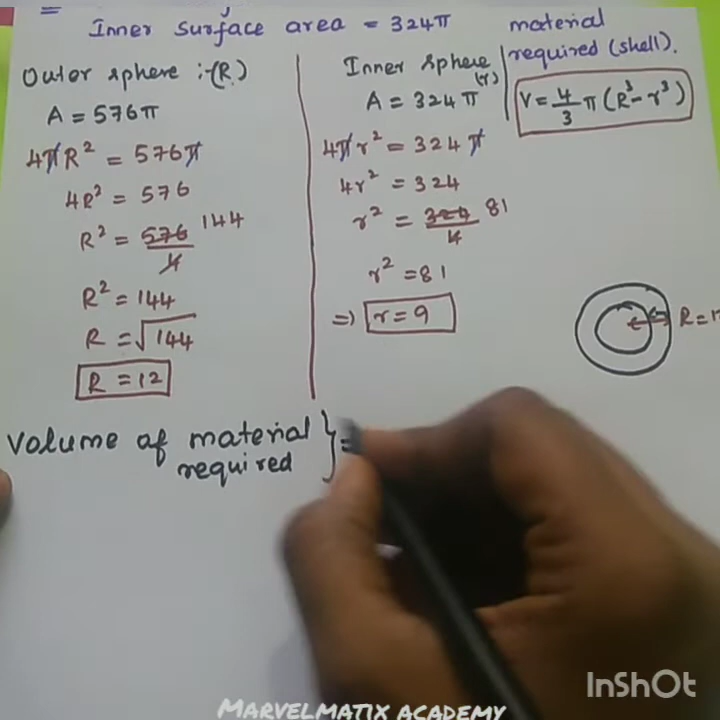 Inner surface area = 324π
material
required (shell).
V = 4/3 π (R³ - r³)
Outer sphere :- (R)
A = 576π
4πR² = 576π
4R² = 576
R² = 576/4 144
R² = 144
R = √144
R = 12
Inner sphere (r)
A = 324π
4πr² = 324π
4r² = 324
r² = 324/4 81
r² = 81
⇒ r = 9
R = 1
Volume of material
required } =
InShOt
MARVELMATIX ACADEMY